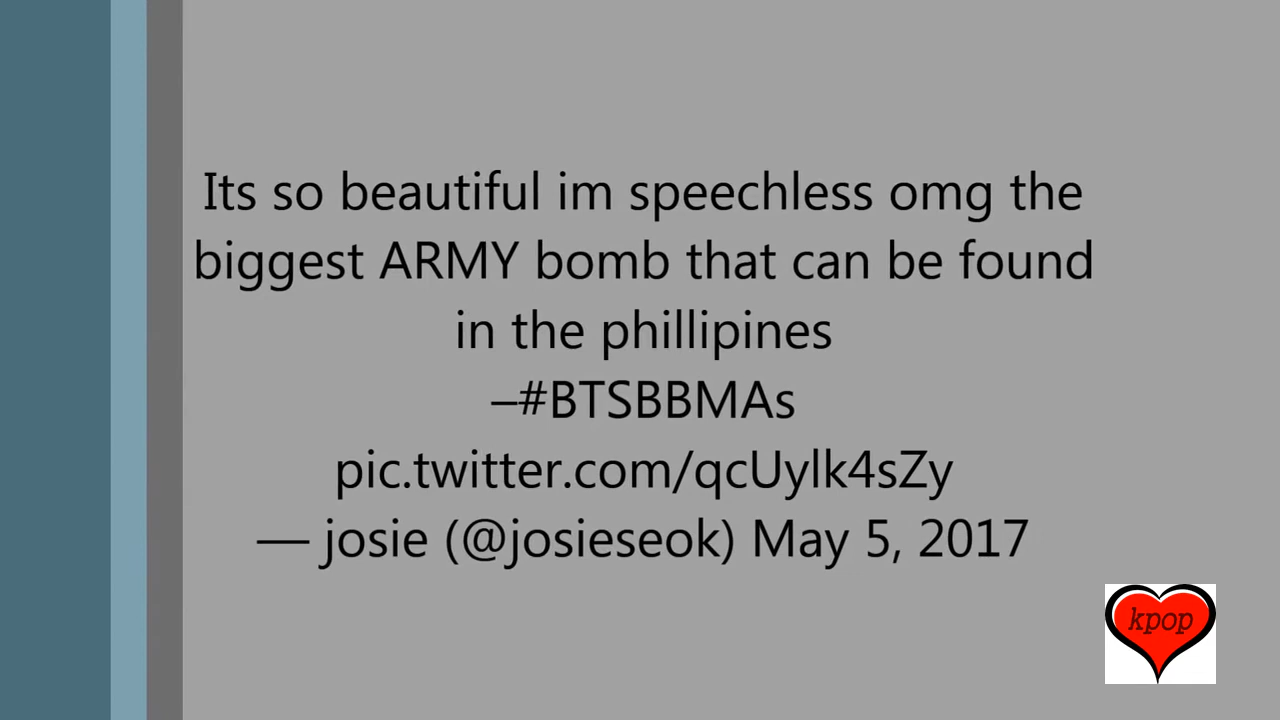 Its so beautiful im speechless omg the
biggest ARMY bomb that can be found
in the phillipines
–#BTSBBMAs
pic.twitter.com/qcUylk4sZy
— josie (@josieseok) May 5, 2017
kpop